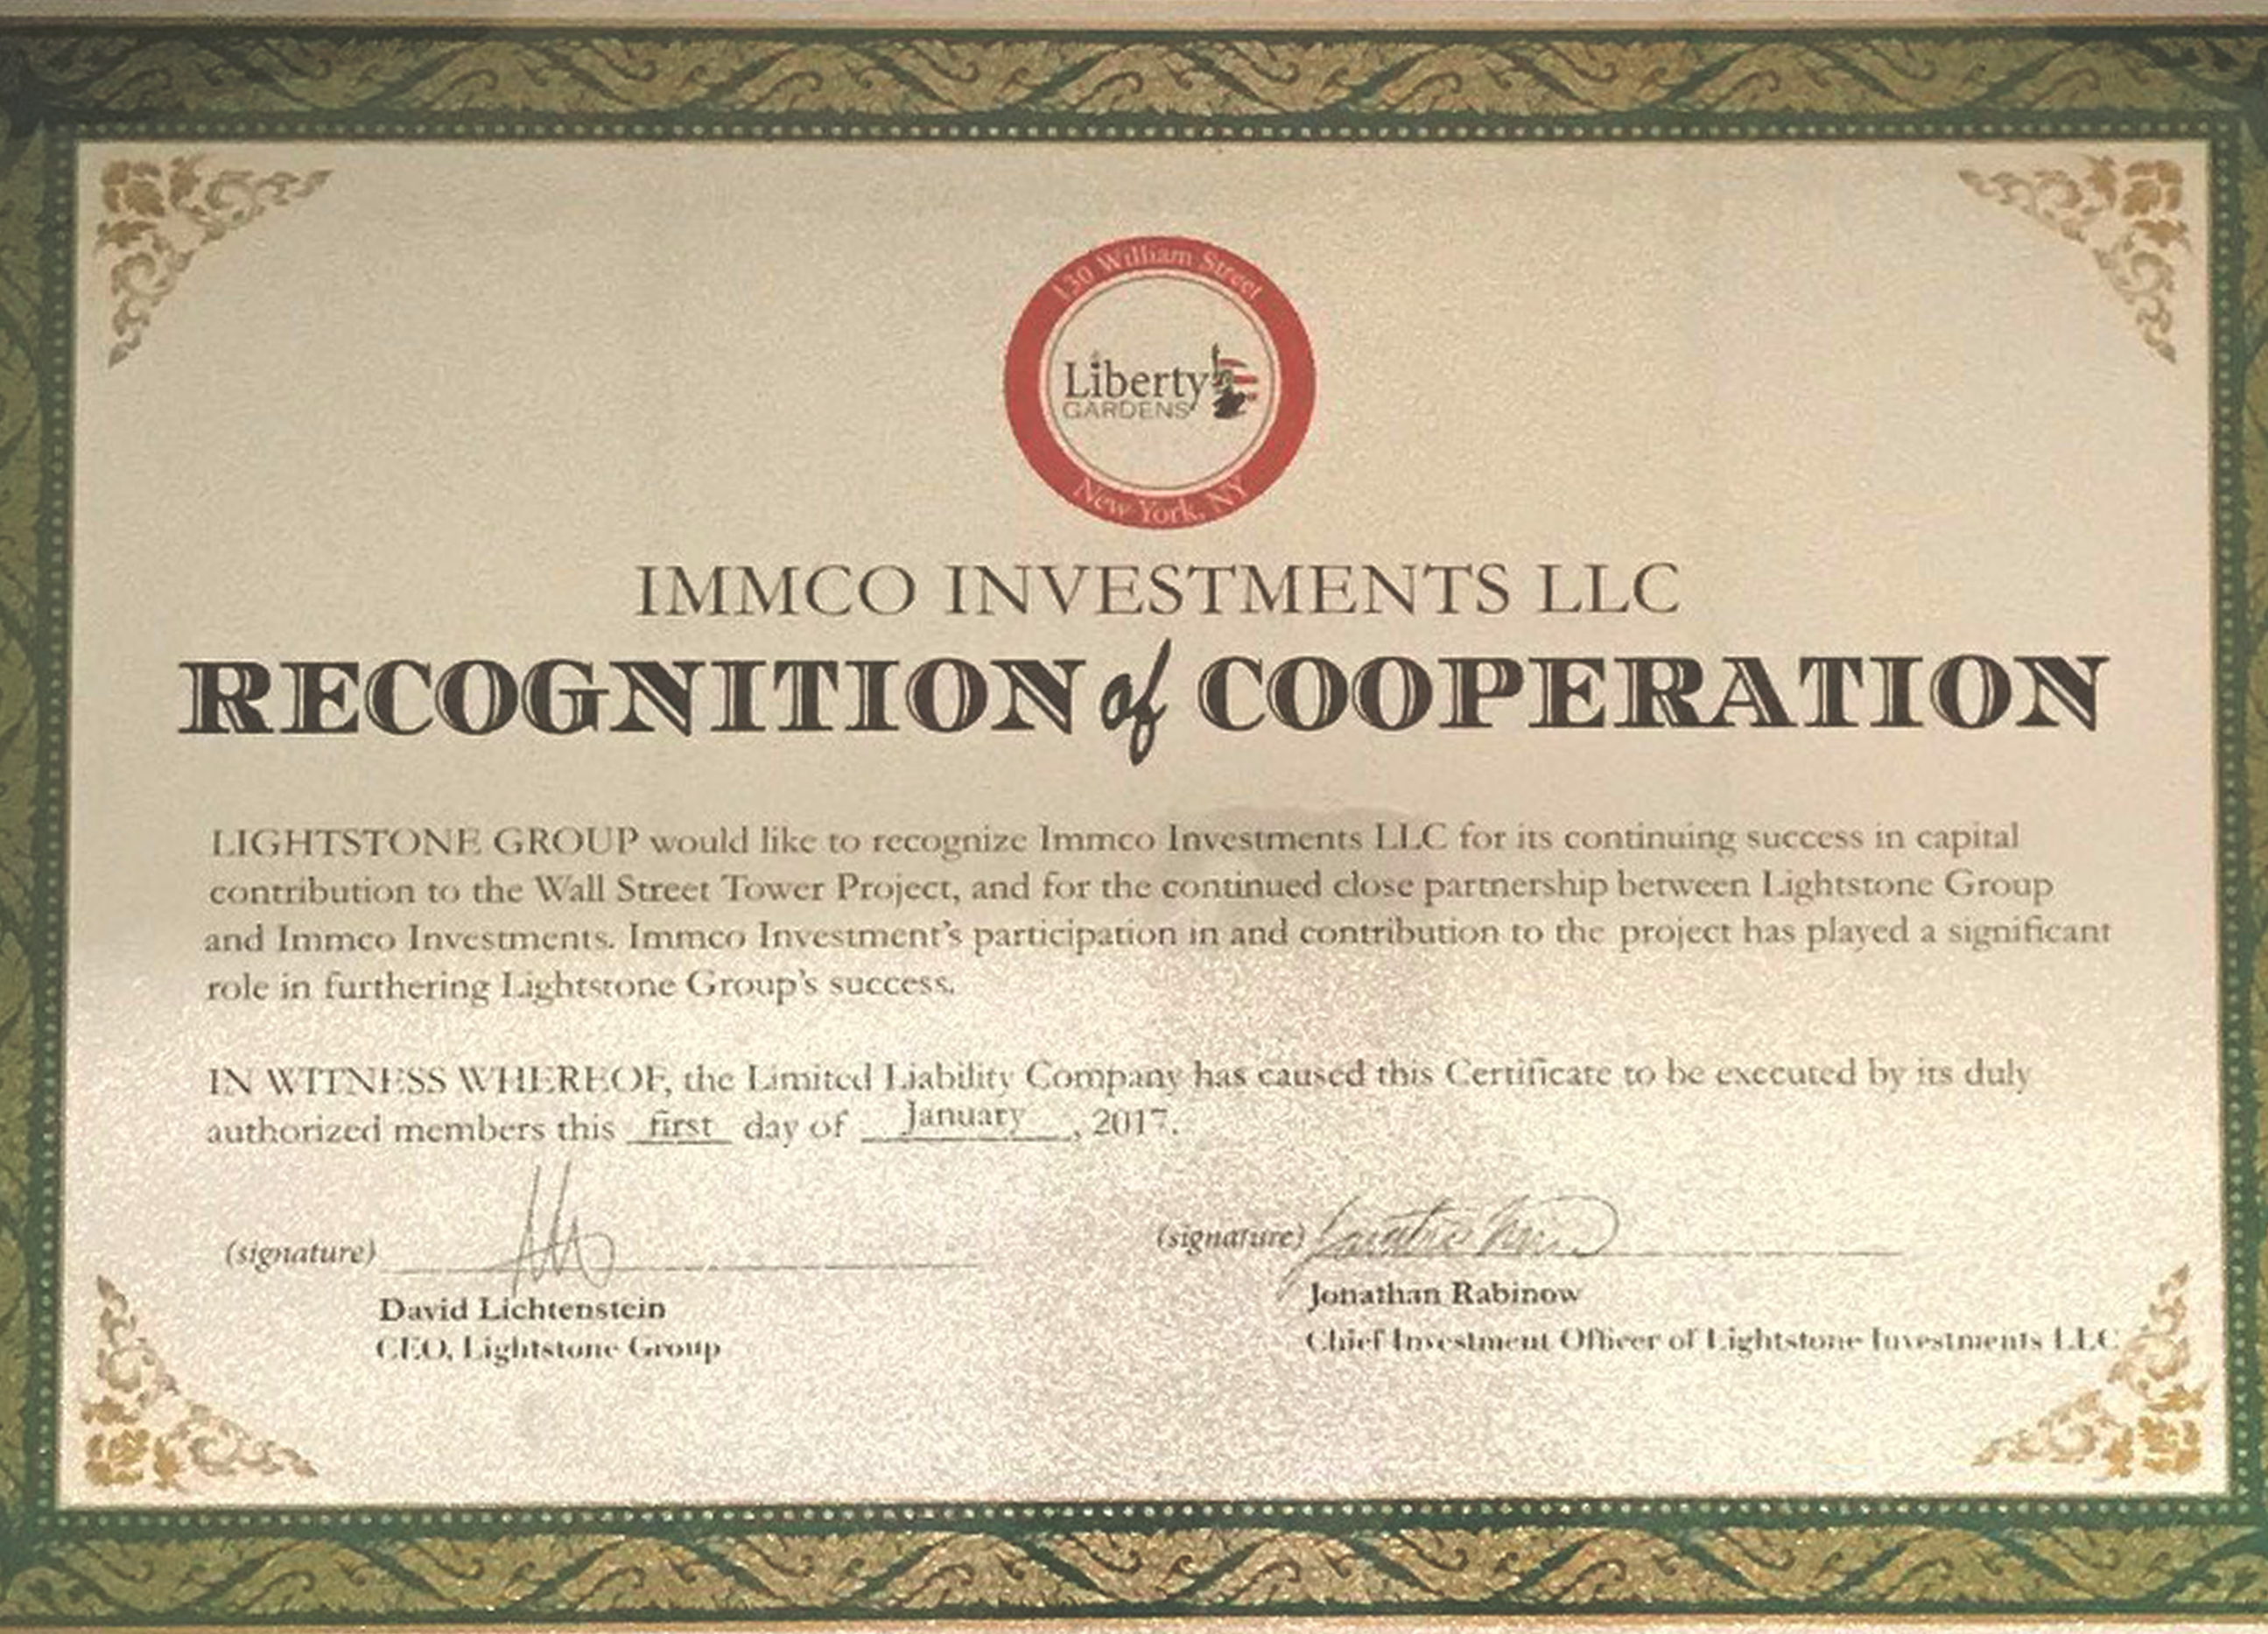 130 William Street
Liberty
GARDENS
New York, NY
IMMCO INVESTMENTS LLC
RECOGNITION of COOPERATION
LIGHTSTONE GROUP would like to recognize Immco Investments LLC for its continuing success in capital
contribution to the Wall Street Tower Project, and for the continued close partnership between Lightstone Group
and Immco Investments. Immco Investment's participation in and contribution to the project has played a significant
role in furthering Lightstone Group's success.
IN WITNESS WHEREOF, the Limited Liability Company has caused this Certificate to be executed by its duly
authorized members this first day of January, 2017.
(signature) (signature)
David Lichtenstein Jonathan Rabinow
CEO, Lightstone Group Chief Investment Officer of Lightstone Investments LLC